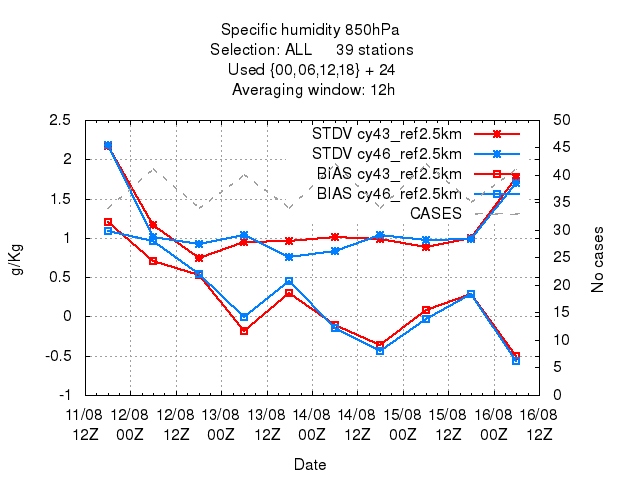 Specific humidity 850hPa
Selection: ALL 39 stations
Used {00,06,12,18} + 24
Averaging window: 12h
STDV cy43_ref2.5km
STDV cy46_ref2.5km
BIAS cy43_ref2.5km
BIAS cy46_ref2.5km
CASES
g/Kg
2.5
2
1.5
1
0.5
0
-0.5
-1
No cases
50
45
40
35
30
25
20
15
10
5
0
11/08 12/08 12/08 13/08 13/08 14/08 14/08 15/08 15/08 16/08 16/08
12Z 00Z 12Z 00Z 12Z 00Z 12Z 00Z 12Z 00Z 12Z
Date